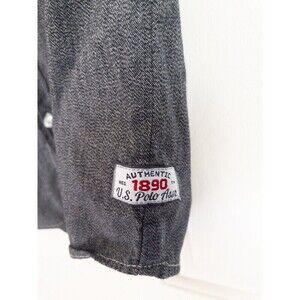 AUTHENTIC
1890
U.S. Polo Assn.